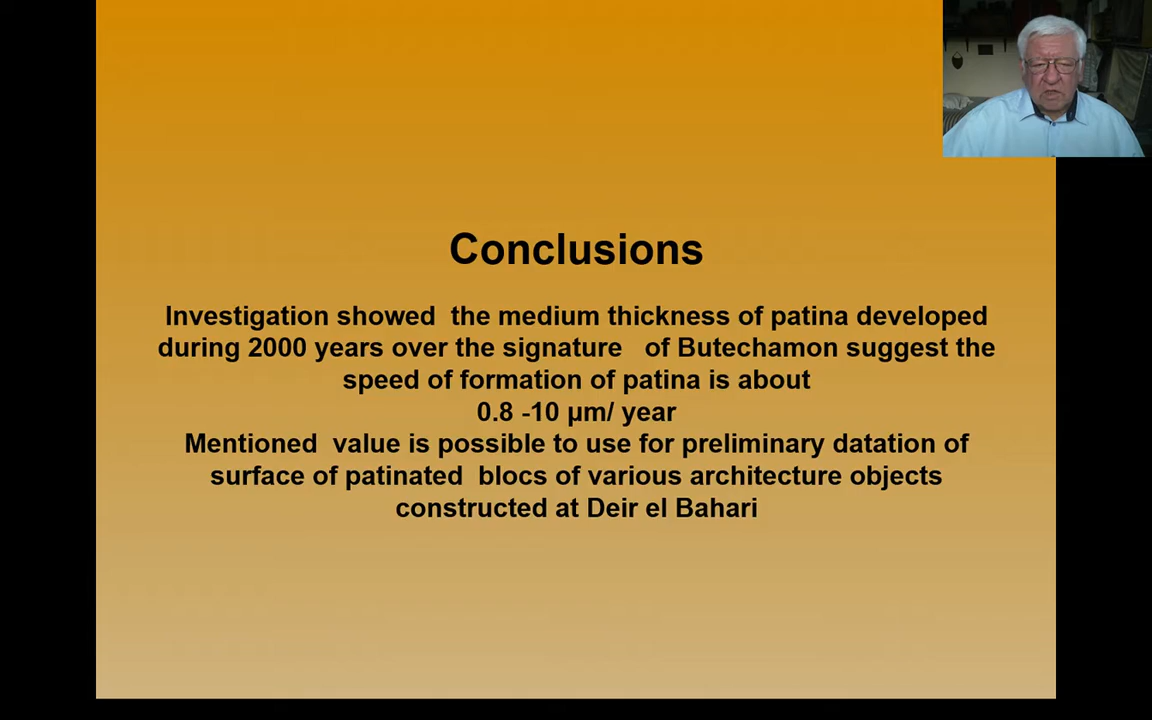 Conclusions
Investigation showed the medium thickness of patina developed
during 2000 years over the signature of Butechamon suggest the
speed of formation of patina is about
0.8 -10 µm/ year
Mentioned value is possible to use for preliminary datation of
surface of patinated blocs of various architecture objects
constructed at Deir el Bahari